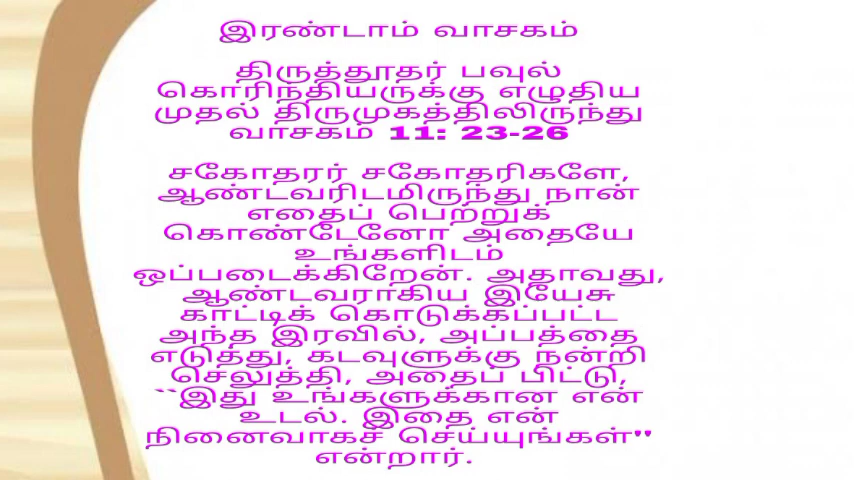 இரண்டாம் வாசகம்
திருத்தூதர் பவுல்
கொரிந்தியருக்கு எழுதிய
முதல் திருமுகத்திலிருந்து
வாசகம் 11: 23-26
சகோதரர் சகோதரிகளே,
ஆண்டவரிடமிருந்து நான்
எதைப் பெற்றுக்
கொண்டேனோ அதையே
உங்களிடம்
ஒப்படைக்கிறேன். அதாவது,
ஆண்டவராகிய இயேசு
காட்டிக் கொடுக்கப்பட்ட
அந்த இரவில், அப்பத்தை
எடுத்து, கடவுளுக்கு நன்றி
செலுத்தி, அதைப் பிட்டு,
``இது உங்களுக்கான என்
உடல். இதை என்
நினைவாகச் செய்யுங்கள்''
என்றார்.